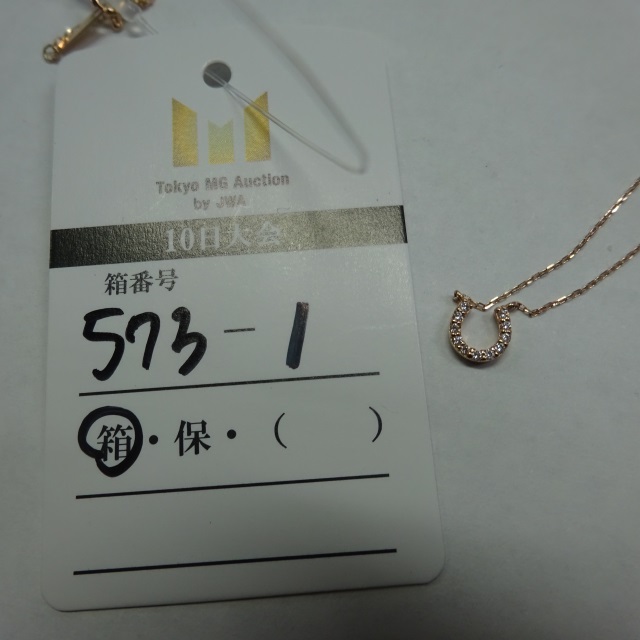 Tokyo MG Auction
by JWA
10日大会
箱番号
573-1
箱・保・（　　）